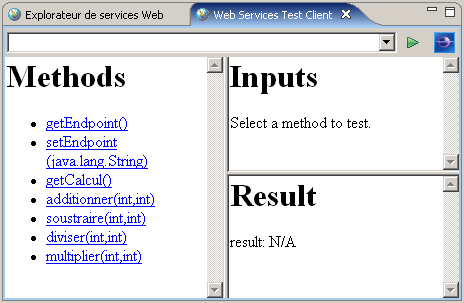 Explorateur de services Web
Web Services Test Client
Methods
getEndpoint()
setEndpoint
(java.lang.String)
getCalcul()
additionner(int,int)
soustraire(int,int)
diviser(int,int)
multiplier(int,int)
Inputs
Select a method to test.
Result
result: N/A